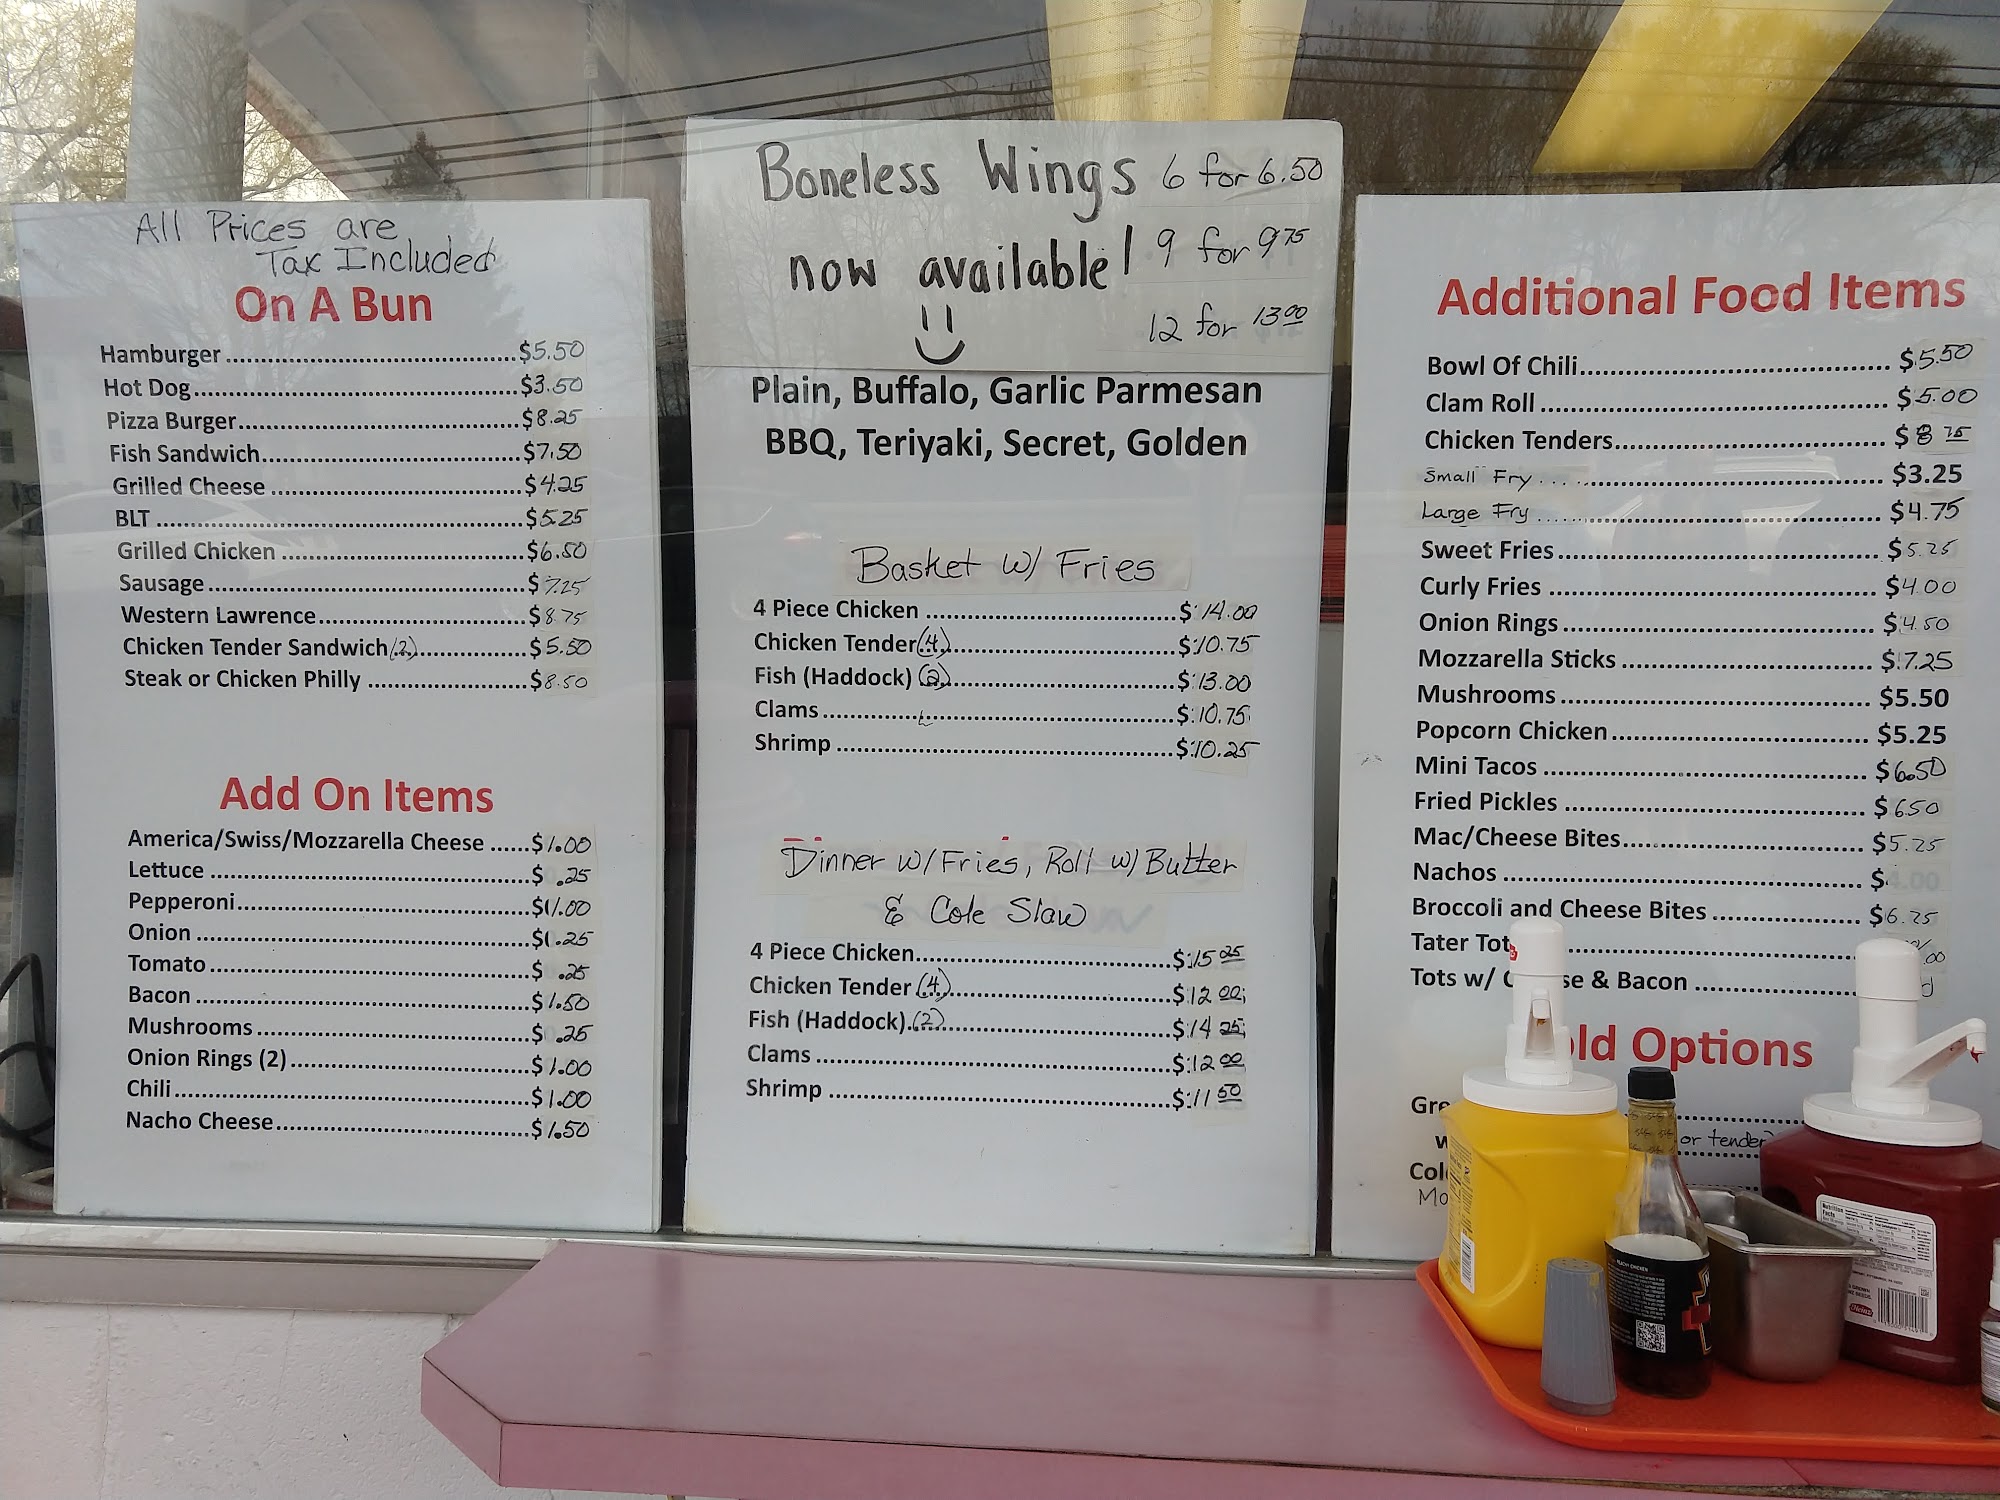 All Prices are
Tax Included
On A Bun
Hamburger ........ $5.50
Hot Dog ........ $3.50
Pizza Burger ........ $8.25
Fish Sandwich ........ $7.50
Grilled Cheese ........ $4.25
BLT ........ $5.25
Grilled Chicken ........ $6.50
Sausage ........ $7.25
Western Lawrence ........ $8.75
Chicken Tender Sandwich (2) ........ $5.50
Steak or Chicken Philly ........ $8.50
Add On Items
America/Swiss/Mozzarella Cheese ...... $1.00
Lettuce ........ $ .25
Pepperoni ........ $1.00
Onion ........ $ .25
Tomato ........ $ .25
Bacon ........ $1.50
Mushrooms ........ $ .25
Onion Rings (2) ........ $1.00
Chili ........ $1.00
Nacho Cheese ........ $1.50
Boneless Wings 6 for 6.50
now available! 9 for 9.75
12 for 13.00
Plain, Buffalo, Garlic Parmesan
BBQ, Teriyaki, Secret, Golden
Basket w/ Fries
4 Piece Chicken ........ $14.00
Chicken Tender (4) ........ $10.75
Fish (Haddock) (2) ........ $13.00
Clams ........ $10.75
Shrimp ........ $10.25
Dinner w/Fries, Roll w/Butter
& Cole Slaw
4 Piece Chicken ........ $15.25
Chicken Tender (4) ........ $12.00
Fish (Haddock) (2) ........ $14.25
Clams ........ $12.00
Shrimp ........ $11.50
Additional Food Items
Bowl Of Chili ........ $5.50
Clam Roll ........ $5.00
Chicken Tenders ........ $8.75
Small Fry ........ $3.25
Large Fry ........ $4.75
Sweet Fries ........ $5.25
Curly Fries ........ $4.00
Onion Rings ........ $4.50
Mozzarella Sticks ........ $7.25
Mushrooms ........ $5.50
Popcorn Chicken ........ $5.25
Mini Tacos ........ $6.50
Fried Pickles ........ $6.50
Mac/Cheese Bites ........ $5.25
Nachos ........ $4.00
Broccoli and Cheese Bites ........ $6.25
Tater
Tots w/ & Bacon ........
Options
or tender
Heinz